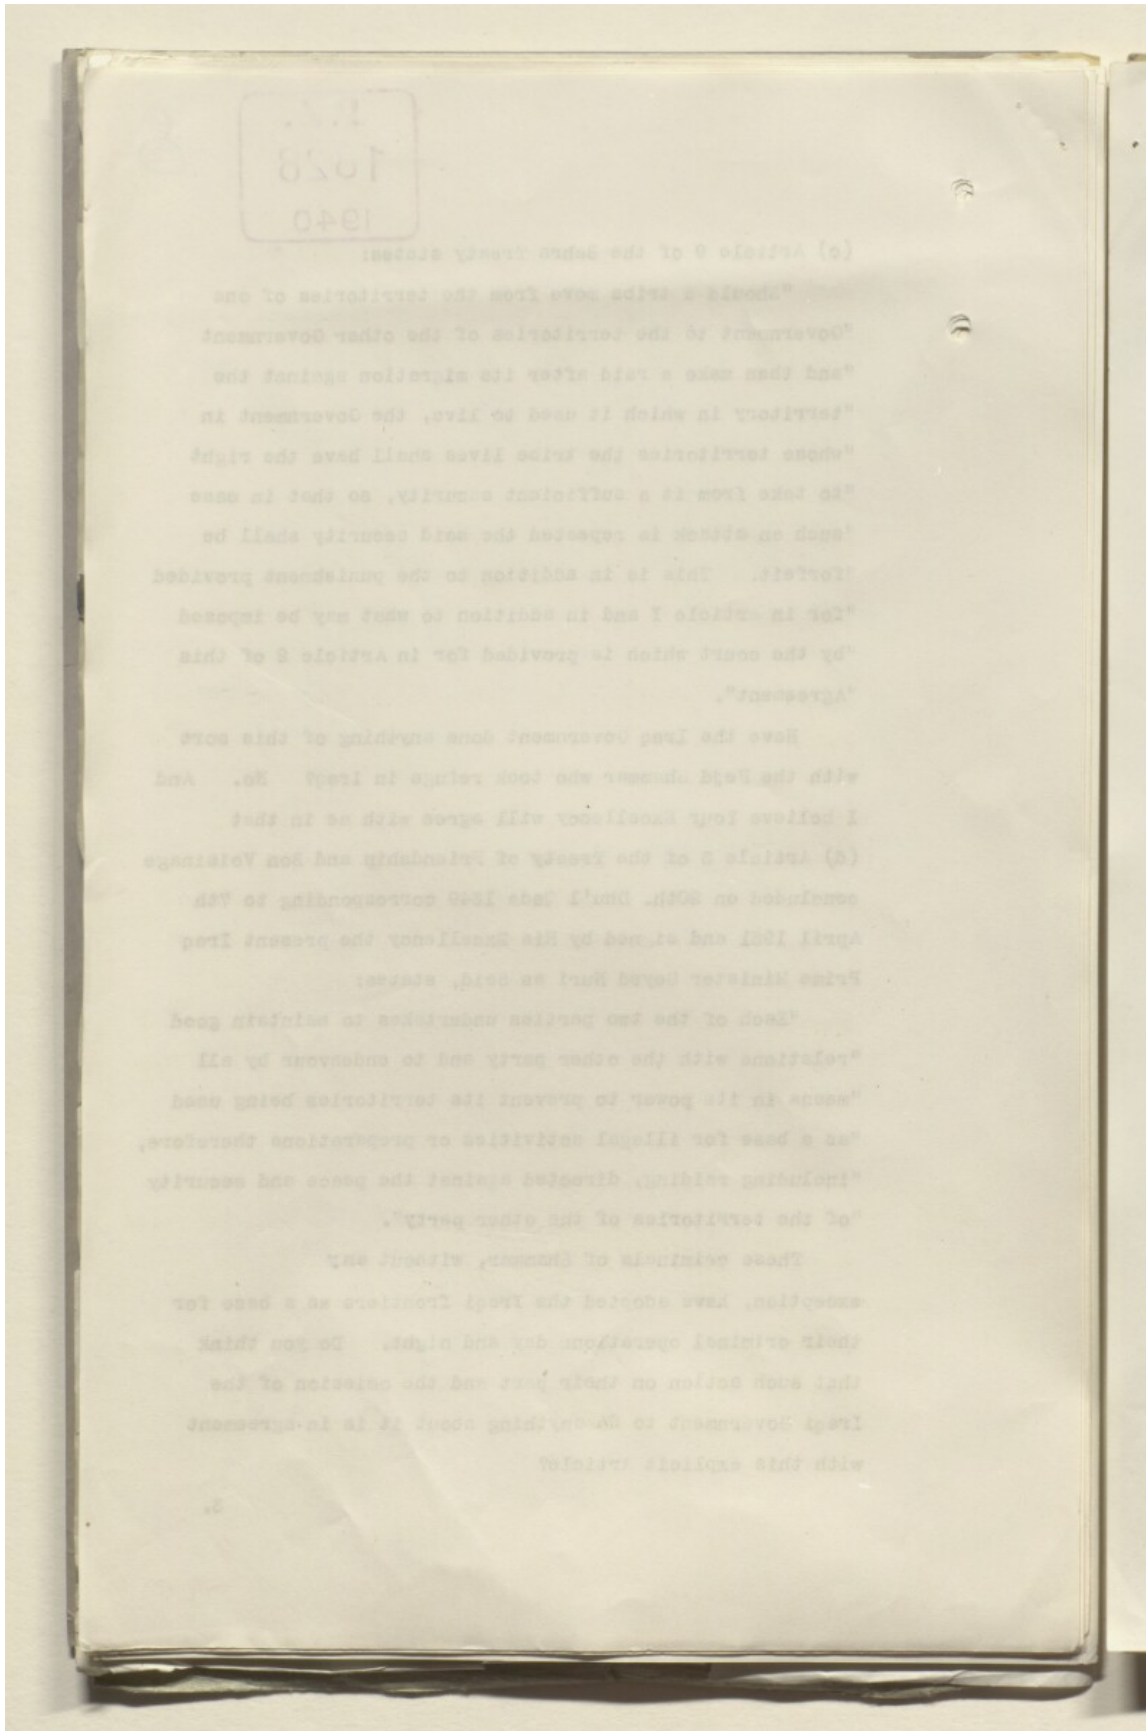 P.Z.
1628
1940
(c) Article 9 of the Bahra Treaty states:
"Should a tribe move from the territories of one
"Government to the territories of the other Government
"and then make a raid after its migration against the
"territory in which it used to live, the Government in
"whose territories the tribe lives shall have the right
"to take from it a sufficient security, so that in case
"such an attack is repeated the said security shall be
"forfeit. This is in addition to the punishment provided
"for in Article 7 and in addition to what may be imposed
"by the court which is provided for in Article 2 of this
"Agreement".
Have the Iraq Government done anything of this sort
with the Nejd Shammar who took refuge in Iraq? No. And
I believe Your Excellency will agree with me in that
(d) Article 2 of the Treaty of Friendship and Bon Voisinage
concluded on 20th. Dhu'l Qada 1349 corresponding to 7th
April 1931 and signed by His Excellency the present Iraq
Prime Minister Seyed Nuri as Said, states:
"Each of the two parties undertakes to maintain good
"relations with the other party and to endeavour by all
"means in its power to prevent its territories being used
"as a base for illegal activities or preparations therefore,
"including raiding, directed against the peace and security
"of the territories of the other party".
These criminals of Shammar, without any
exception, have adopted the Iraqi frontiers as a base for
their criminal operations day and night. Do you think
that such action on their part and the omission of the
Iraqi Government to do anything about it is in agreement
with this explicit article?